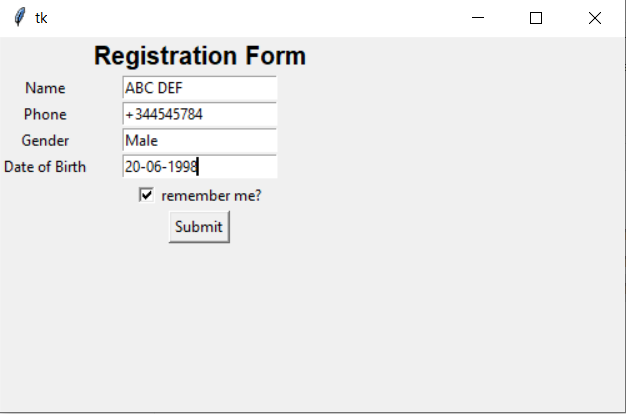 tk
Registration Form
Name ABC DEF
Phone +344545784
Gender Male
Date of Birth 20-06-1998
remember me?
Submit